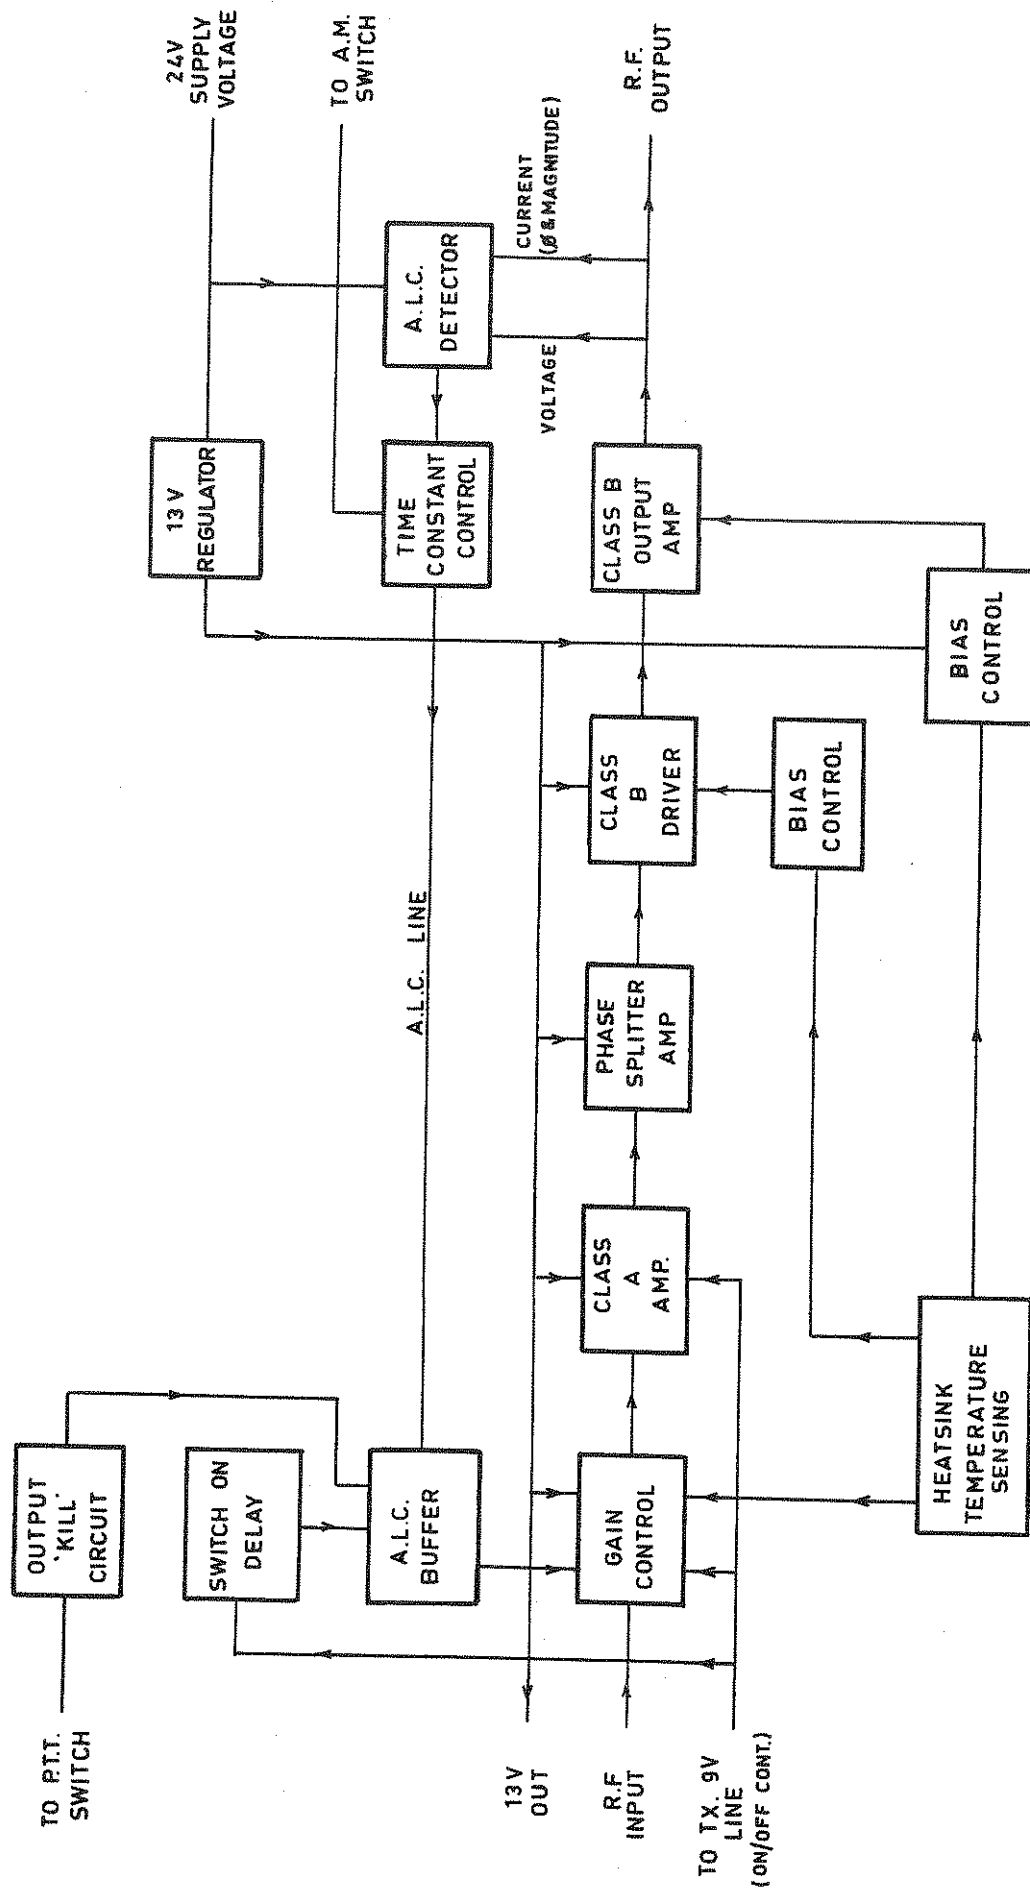 TO P.T.T.
SWITCH
OUTPUT
'KILL'
CIRCUIT
SWITCH ON
DELAY
A.L.C.
BUFFER
A.L.C. LINE
13V
REGULATOR
24V
SUPPLY
VOLTAGE
TIME
CONSTANT
CONTROL
A.L.C.
DETECTOR
TO A.M.
SWITCH
VOLTAGE
CURRENT
(Ø & MAGNITUDE)
13V
OUT
R.F
INPUT
GAIN
CONTROL
CLASS
A
AMP.
PHASE
SPLITTER
AMP
CLASS
B
DRIVER
CLASS B
OUTPUT
AMP
R.F.
OUTPUT
TO TX. 9V
LINE
(ON/OFF CONT.)
BIAS
CONTROL
HEATSINK
TEMPERATURE
SENSING
BIAS
CONTROL